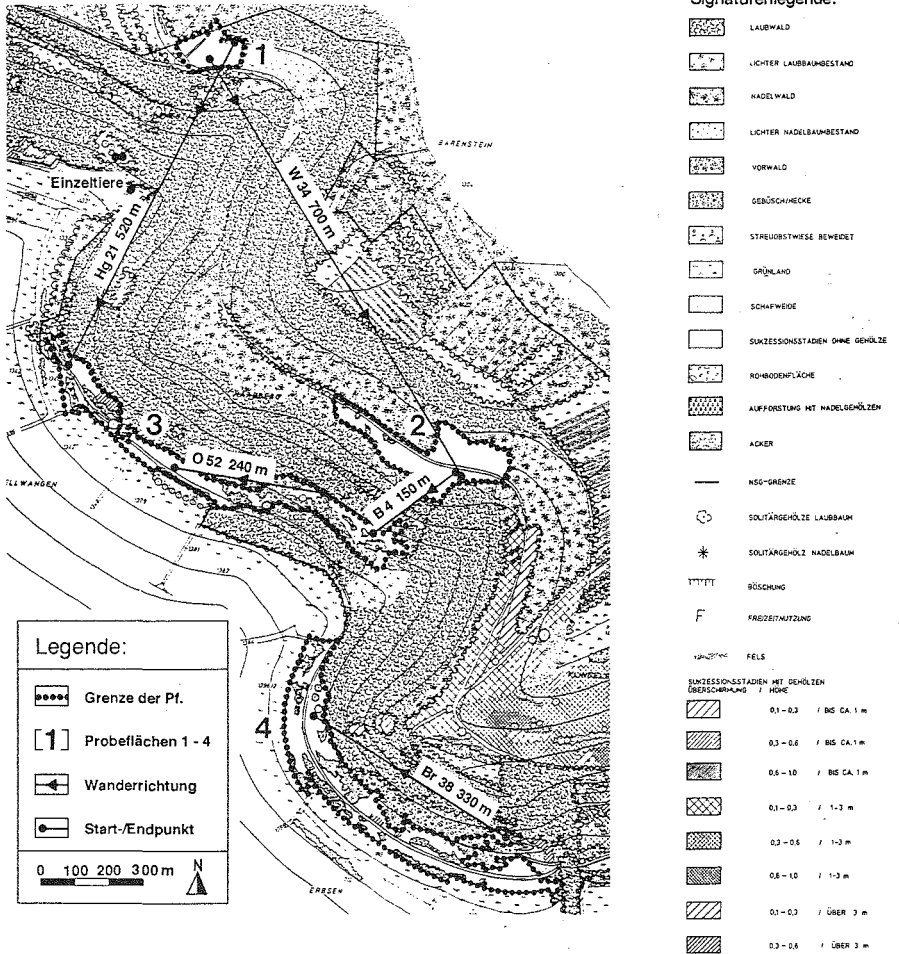 1
BARENSTEIN
Einzeltiere
Hg 21 520 m
W 34 700 m
2
3
O 52 240 m
B 4 150 m
ELLWANGEN
4
Br 38 330 m
ERBSEN
Legende:
Grenze der Pf.
[1] Probeflächen 1 - 4
Wanderrichtung
Start-/Endpunkt
0 100 200 300 m N
Signaturenlegende:
LAUBWALD
LICHTER LAUBBAUMBESTAND
NADELWALD
LICHTER NADELBAUMBESTAND
VORWALD
GEBÜSCH/HECKE
STREUOBSTWIESE BEWEIDET
GRÜNLAND
SCHAFWEIDE
SUKZESSIONSSTADIEN OHNE GEHÖLZE
ROHBODENFLÄCHE
AUFFORSTUNG MIT NADELGEHÖLZEN
ACKER
NSG-GRENZE
SOLITÄRGEHÖLZE LAUBBAUM
SOLITÄRGEHÖLZ NADELBAUM
BÖSCHUNG
F FREIZEITNUTZUNG
FELS
SUKZESSIONSSTADIEN MIT GEHÖLZEN
ÜBERSCHIRMUNG / HÖHE
0,1 - 0,3 / BIS CA. 1 m
0,3 - 0,6 / BIS CA. 1 m
0,6 - 1,0 / BIS CA. 1 m
0,1 - 0,3 / 1-3 m
0,3 - 0,6 / 1-3 m
0,6 - 1,0 / 1-3 m
0,1 - 0,3 / ÜBER 3 m
0,3 - 0,6 / ÜBER 3 m